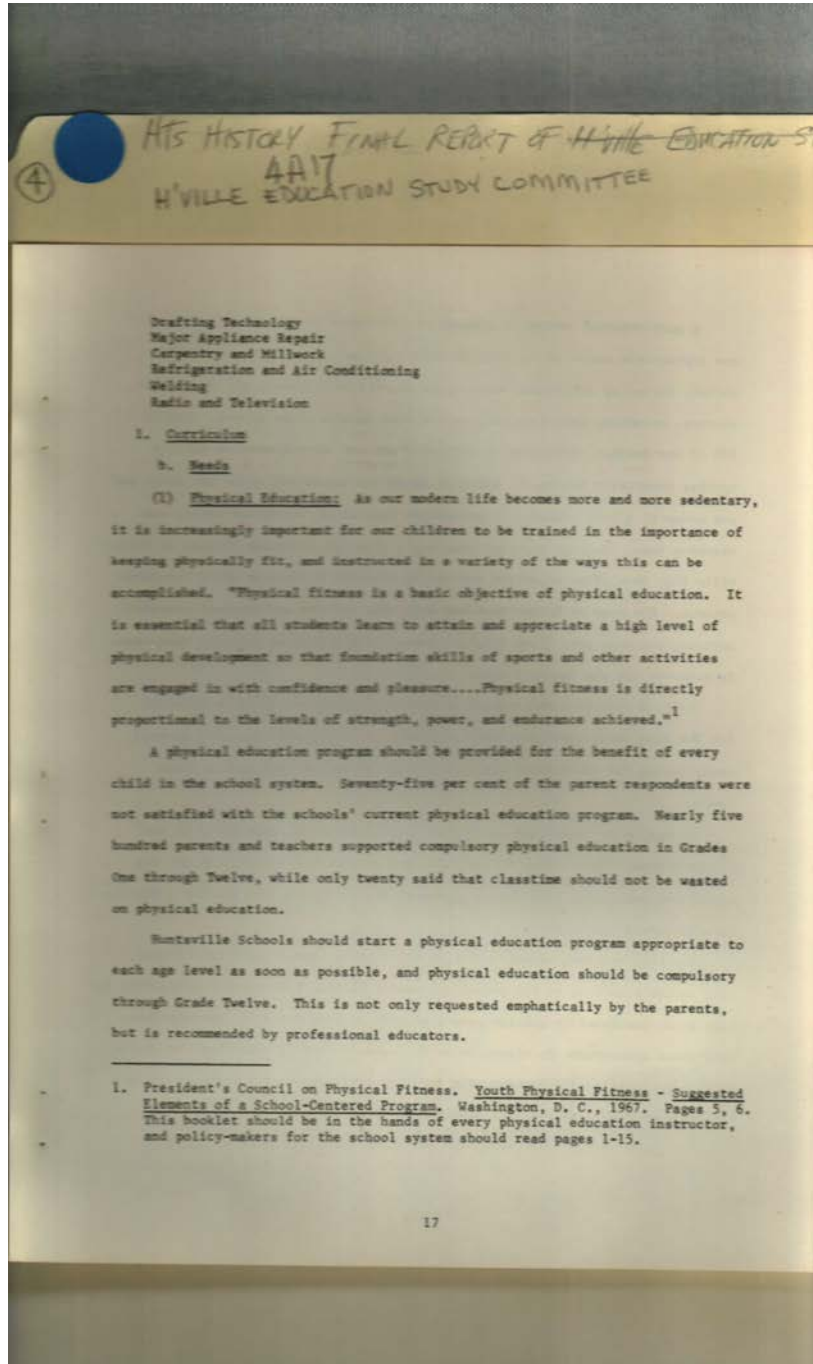 HTS HISTORY FINAL REPORT OF H'VILLE EDUCATION S
4A17
④
H'VILLE EDUCATION STUDY COMMITTEE
Drafting Technology
Major Appliance Repair
Carpentry and Millwork
Refrigeration and Air Conditioning
Welding
Radio and Television
1. Curriculum
b. Needs
(1) Physical Education: As our modern life becomes more and more sedentary,
it is increasingly important for our children to be trained in the importance of
keeping physically fit, and instructed in a variety of the ways this can be
accomplished. "Physical fitness is a basic objective of physical education. It
is essential that all students learn to attain and appreciate a high level of
physical development so that foundation skills of sports and other activities
are engaged in with confidence and pleasure....Physical fitness is directly
proportional to the levels of strength, power, and endurance achieved."1
A physical education program should be provided for the benefit of every
child in the school system. Seventy-five per cent of the parent respondents were
not satisfied with the schools' current physical education program. Nearly five
hundred parents and teachers supported compulsory physical education in Grades
One through Twelve, while only twenty said that classtime should not be wasted
on physical education.
Huntsville Schools should start a physical education program appropriate to
each age level as soon as possible, and physical education should be compulsory
through Grade Twelve. This is not only requested emphatically by the parents,
but is recommended by professional educators.
1. President's Council on Physical Fitness. Youth Physical Fitness - Suggested
Elements of a School-Centered Program. Washington, D. C., 1967. Pages 5, 6.
This booklet should be in the hands of every physical education instructor,
and policy-makers for the school system should read pages 1-15.
17